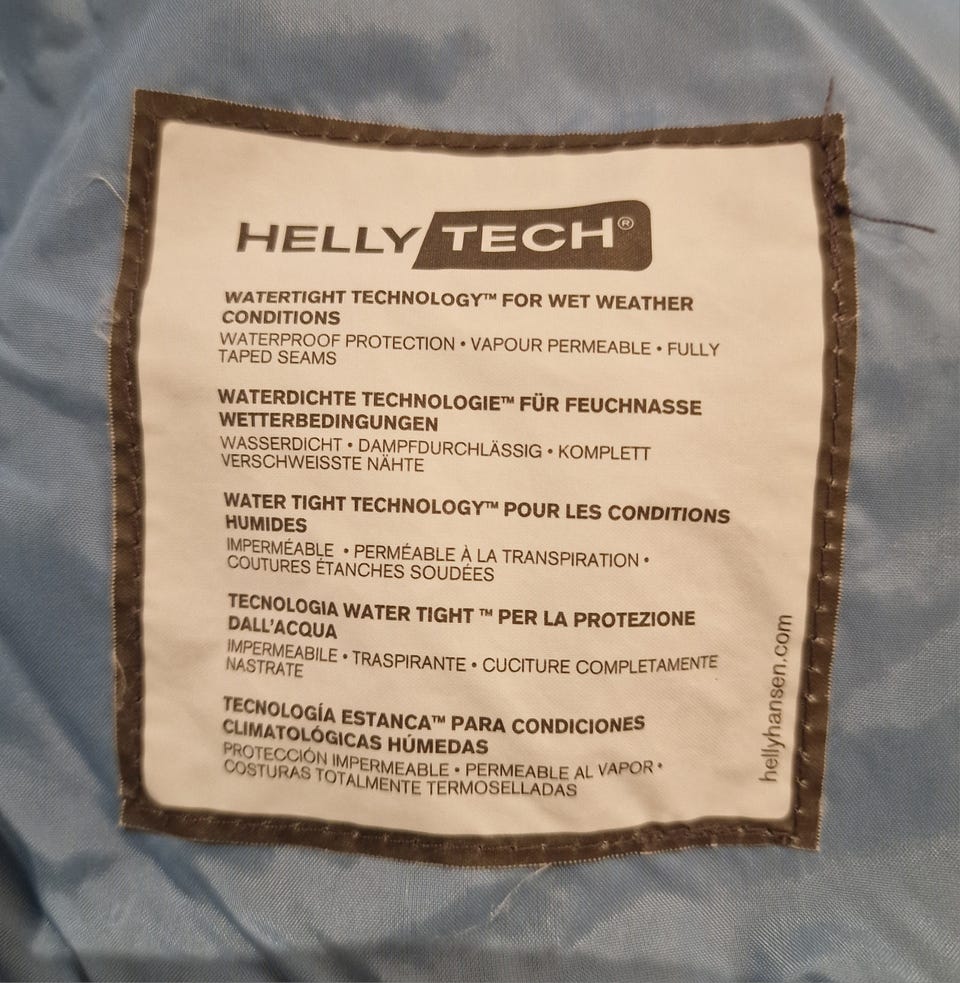 HELLY TECH®
WATERTIGHT TECHNOLOGY™ FOR WET WEATHER
CONDITIONS
WATERPROOF PROTECTION • VAPOUR PERMEABLE • FULLY
TAPED SEAMS
WATERDICHTE TECHNOLOGIE™ FÜR FEUCHNASSE
WETTERBEDINGUNGEN
WASSERDICHT • DAMPFDURCHLÄSSIG • KOMPLETT
VERSCHWEISSTE NÄHTE
WATER TIGHT TECHNOLOGY™ POUR LES CONDITIONS
HUMIDES
IMPERMÉABLE • PERMÉABLE À LA TRANSPIRATION •
COUTURES ÉTANCHES SOUDÉES
TECNOLOGIA WATER TIGHT ™ PER LA PROTEZIONE
DALL'ACQUA
IMPERMEABILE • TRASPIRANTE • CUCITURE COMPLETAMENTE
NASTRATE
TECNOLOGÍA ESTANCA™ PARA CONDICIONES
CLIMATOLÓGICAS HÚMEDAS
PROTECCIÓN IMPERMEABLE • PERMEABLE AL VAPOR •
COSTURAS TOTALMENTE TERMOSELLADAS
hellyhansen.com